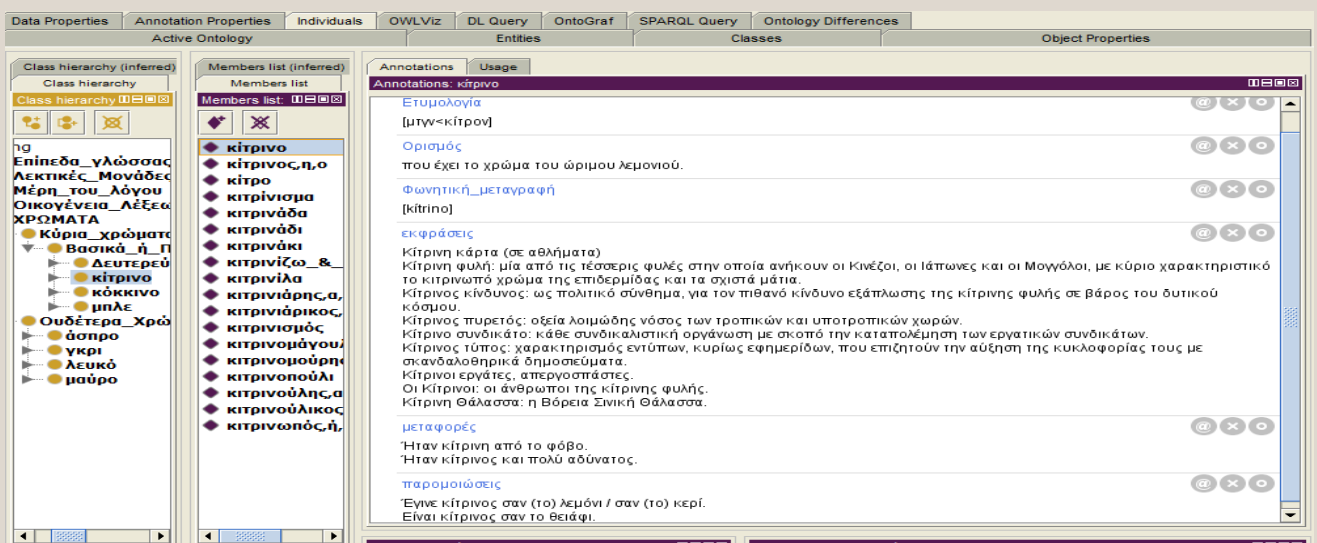 Data Properties
Annotation Properties
Individuals
OWLViz
DL Query
OntoGraf
SPARQL Query
Ontology Differences
Active Ontology
Entities
Classes
Object Properties
Class hierarchy (inferred)
Class hierarchy
Class hierarchy
ng
Επίπεδα_γλώσσας
Λεκτικές_Μονάδες
Μέρη_του_λόγου
Οικογένεια_Λέξεω
ΧΡΩΜΑΤΑ
Κύρια_χρώματα
Βασικά_ή_Π
Δευτερεύ
κίτρινο
κόκκινο
μπλε
Ουδέτερα_Χρώ
άσπρο
γκρι
λευκό
μαύρο
Members list (inferred)
Members list
Members list:
κίτρινο
κίτρινος,η,ο
κίτρο
κιτρίνισμα
κιτρινάδα
κιτρινάδι
κιτρινάκι
κιτρινίζω_&_
κιτρινίλα
κιτρινιάρης,α,
κιτρινιάρικος,
κιτρινισμός
κιτρινομάγουλ
κιτρινομούρης
κιτρινοπούλι
κιτρινούλης,α
κιτρινούλικος
κιτρινωπός,ή,
Annotations
Usage
Annotations: κίτρινο
Ετυμολογία
[μτγν<κίτρον]
Ορισμός
που έχει το χρώμα του ώριμου λεμονιού.
Φωνητική_μεταγραφή
[kítrino]
εκφράσεις
Κίτρινη κάρτα (σε αθλήματα)
Κίτρινη φυλή: μία από τις τέσσερις φυλές στην οποία ανήκουν οι Κινέζοι, οι Ιάπωνες και οι Μογγόλοι, με κύριο χαρακτηριστικό
το κιτρινωπό χρώμα της επιδερμίδας και τα σχιστά μάτια.
Κίτρινος κίνδυνος: ως πολιτικό σύνθημα, για τον πιθανό κίνδυνο εξάπλωσης της κίτρινης φυλής σε βάρος του δυτικού
κόσμου.
Κίτρινος πυρετός: οξεία λοιμώδης νόσος των τροπικών και υποτροπικών χωρών.
Κίτρινο συνδικάτο: κάθε συνδικαλιστική οργάνωση με σκοπό την καταπολέμηση των εργατικών συνδικάτων.
Κίτρινος τύπος: χαρακτηρισμός εντύπων, κυρίως εφημερίδων, που επιζητούν την αύξηση της κυκλοφορίας τους με
σκανδαλοθηρικά δημοσιεύματα.
Κίτρινοι εργάτες, απεργοσπάστες.
Οι Κίτρινοι: οι άνθρωποι της κίτρινης φυλής.
Κίτρινη Θάλασσα: η Βόρεια Σινική Θάλασσα.
μεταφορές
Ήταν κίτρινη από το φόβο.
Ήταν κίτρινος και πολύ αδύνατος.
παρομοιώσεις
Έγινε κίτρινος σαν (το) λεμόνι / σαν (το) κερί.
Είναι κίτρινος σαν το θειάφι.